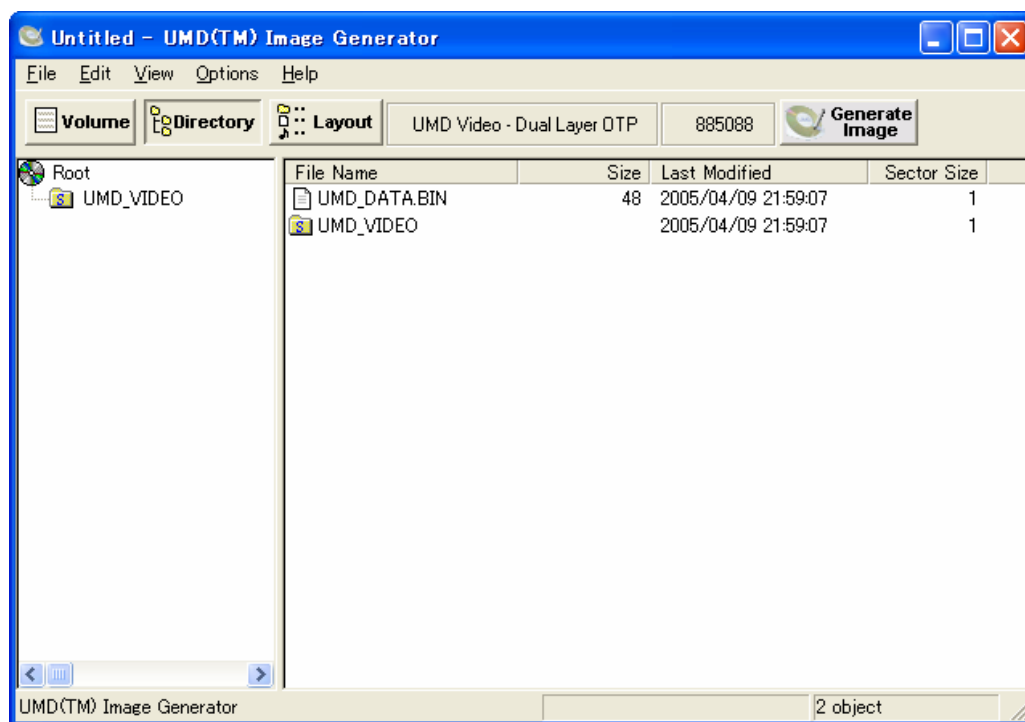 Untitled - UMD(TM) Image Generator
File Edit View Options Help
Volume Directory Layout UMD Video - Dual Layer OTP 885088 Generate Image
Root
UMD_VIDEO
File Name Size Last Modified Sector Size
UMD_DATA.BIN 48 2005/04/09 21:59:07 1
UMD_VIDEO 2005/04/09 21:59:07 1
UMD(TM) Image Generator 2 object